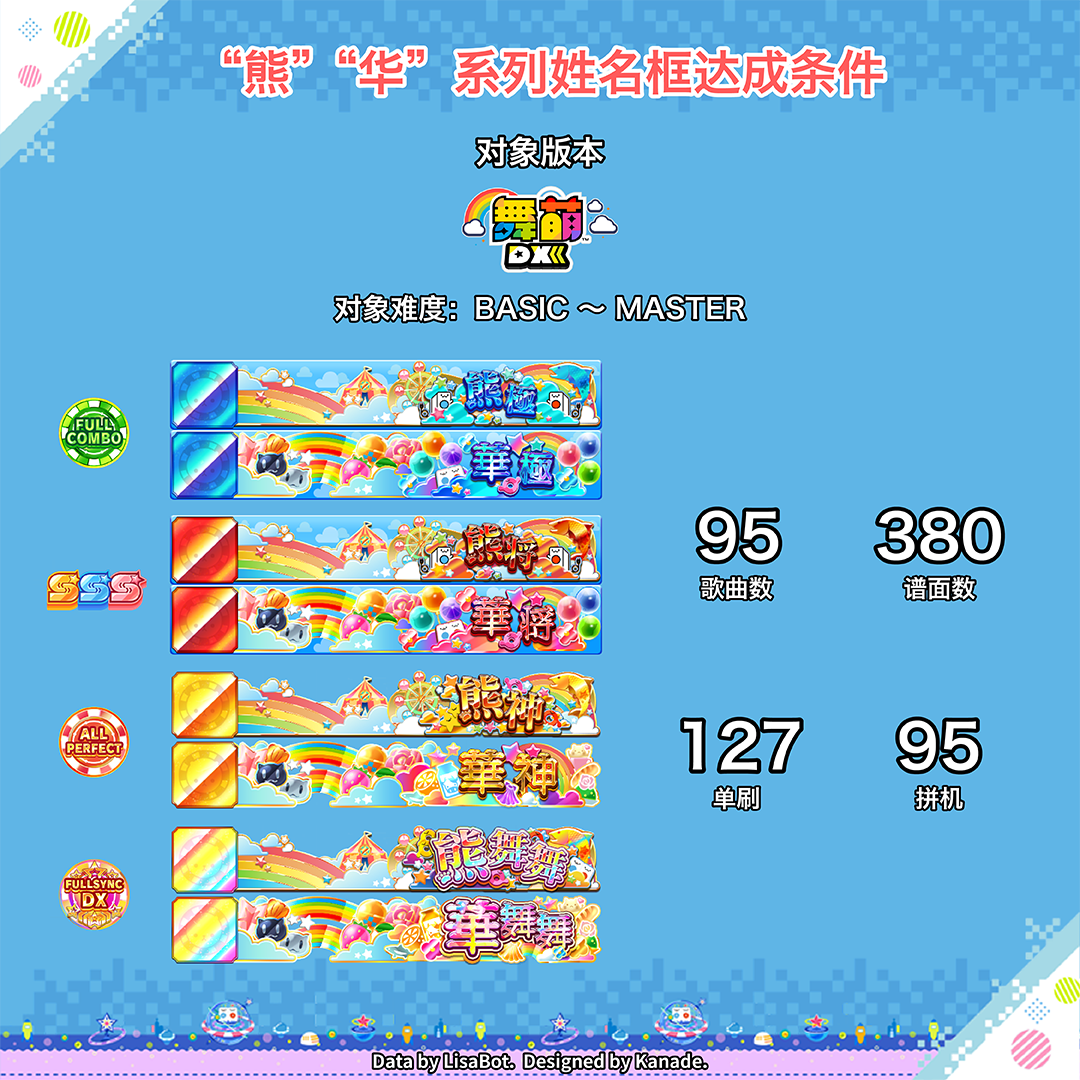 “熊”“华”系列姓名框达成条件
对象版本
舞萌
DX
对象难度：BASIC ～ MASTER
FULL
COMBO
熊極
華極
SSS
熊将
華将
95
歌曲数
380
谱面数
ALL
PERFECT
熊神
華神
127
单刷
95
拼机
FULLSYNC
DX
熊舞舞
華舞舞
Data by LisaBot. Designed by Kanade.